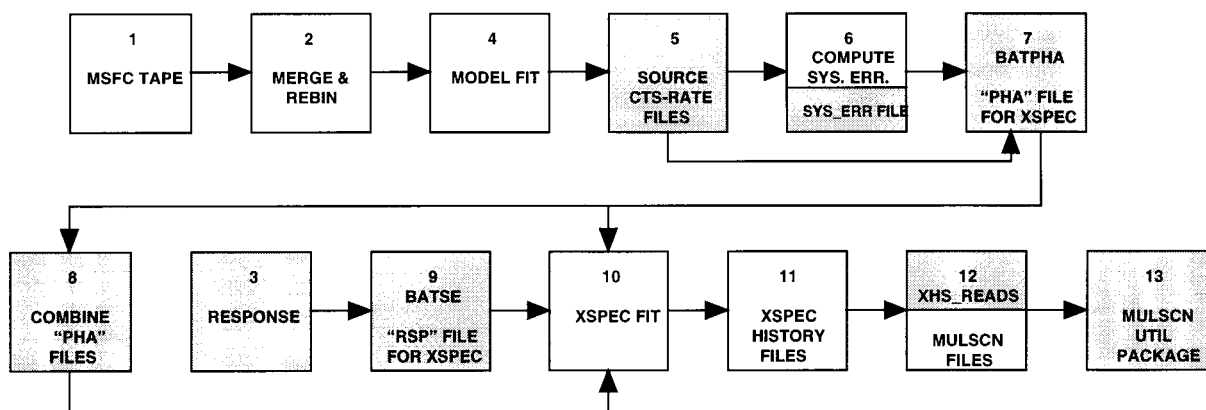 1
MSFC TAPE
2
MERGE &
REBIN
4
MODEL FIT
5
SOURCE
CTS-RATE
FILES
6
COMPUTE
SYS. ERR.
SYS_ERR FILE
7
BATPHA
“PHA” FILE
FOR XSPEC
8
COMBINE
“PHA”
FILES
3
RESPONSE
9
BATSE
“RSP” FILE
FOR XSPEC
10
XSPEC FIT
11
XSPEC
HISTORY
FILES
12
XHS_READS
MULSCN
FILES
13
MULSCN
UTIL
PACKAGE